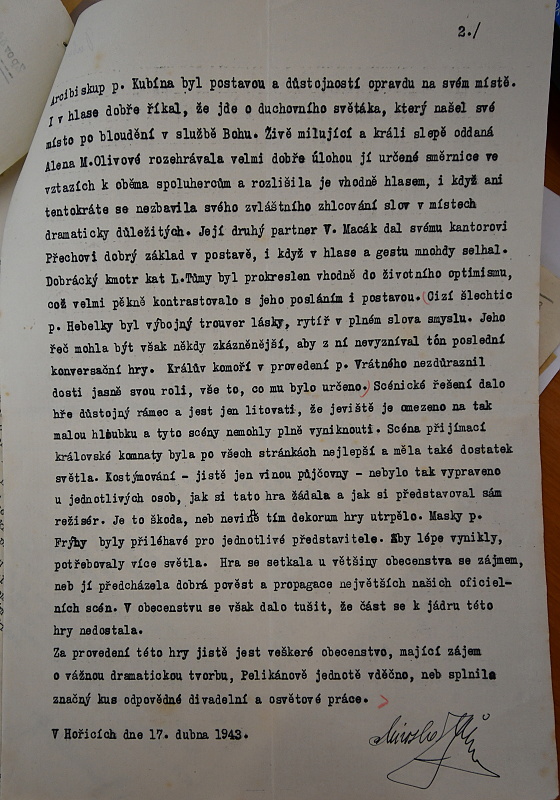 2./
Arcibiskup p. Kubína byl postavou a důstojností opravdu na svém místě.
I v hlase dobře říkal, že jde o duchovního světáka, který našel své
místo po bloudění v službě Bohu. Živě milující a králi slepě oddaná
Alena M.Olivové rozehrávala velmi dobře úlohou jí určené směrnice ve
vztazích k oběma spoluhercům a rozlišila je vhodně hlasem, i když ani
tentokráte se nezbavila svého zvláštního zhlcování slov v místech
dramaticky důležitých. Její druhý partner V. Macák dal svému kantorovi
Přechovi dobrý základ v postavě, i když v hlase a gestu mnohdy selhal.
Dobrácký kmotr kat L.Tůmy byl prokreslen vhodně do životního optimismu,
což velmi pěkně kontrastovalo s jeho posláním i postavou.(Cizí šlechtic
p. Hebelky byl výbojný trouver lásky, rytíř v plném slova smyslu. Jeho
řeč mohla být však někdy zkázněnější, aby z ní nevyzníval tón poslední
konversační hry. Králův komoří v provedení p. Vrátného nezdůraznil
dosti jasně svou roli, vše to, co mu bylo určeno.) Scénické řešení dalo
hře důstojný rámec a jest jen litovati, že jeviště je omezeno na tak
malou hloubku a tyto scény nemohly plně vyniknouti. Scéna přijímací
královské komnaty byla po všech stránkách nejlepší a měla také dostatek
světla. Kostýmování - jistě jen vinou půjčovny - nebylo tak vypraveno
u jednotlivých osob, jak si tato hra žádala a jak si představoval sám
režisér. Je to škoda, neb nevinně tím dekorum hry utrpělo. Masky p.
Frýby byly přiléhavé pro jednotlivé představitele. Aby lépe vynikly,
potřebovaly více světla. Hra se setkala u většiny obecenstva se zájmem,
neb jí předcházela dobrá pověst a propagace největších našich oficiel-
ních scén. V obecenstvu se však dalo tušit, že část se k jádru této
hry nedostala.
Za provedení této hry jistě jest veškeré obecenstvo, mající zájem
o vážnou dramatickou tvorbu, Pelikánově jednotě vděčno, neb splnila
značný kus odpovědné divadelní a osvětové práce.
V Hořicích dne 17. dubna 1943.